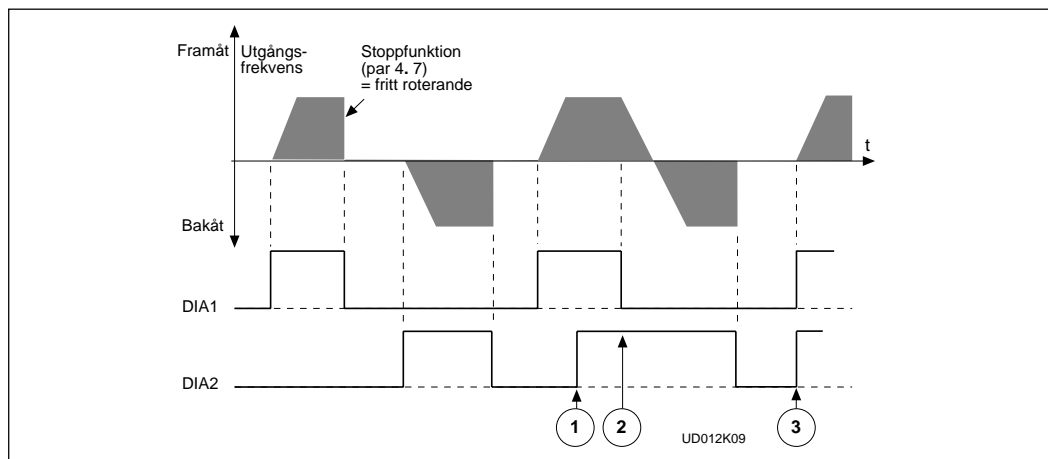 Framåt
Utgångs-
frekvens
Stoppfunktion
(par 4. 7)
= fritt roterande
t
Bakåt
DIA1
DIA2
1
2
3
UD012K09